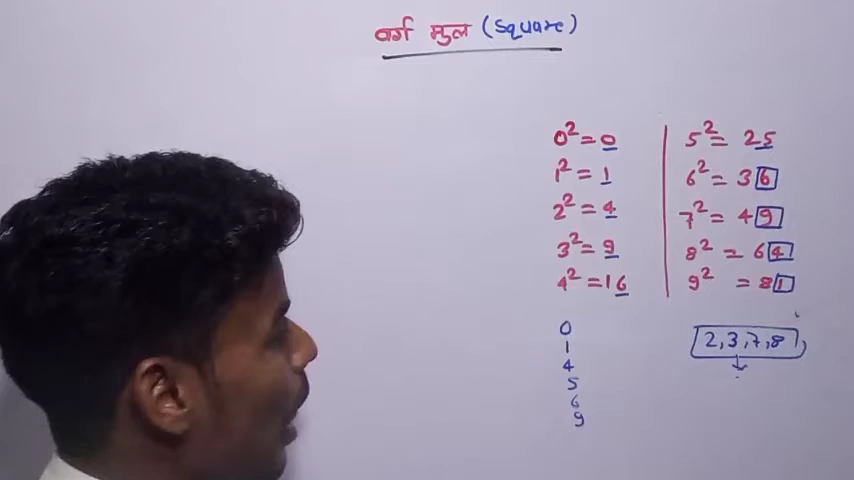 वर्ग मुल (Square)
0² = 0
1² = 1
2² = 4
3² = 9
4² = 16
5² = 25
6² = 36
7² = 49
8² = 64
9² = 81
0
1
4
5
6
9
2,3,7,8,